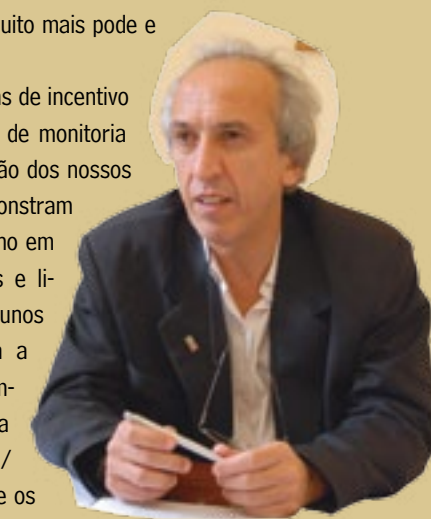 uito mais pode e
s de incentivo
de monitoria
ão dos nossos
onstram
no em
s e li-
unos
a
n-
a
/
e os